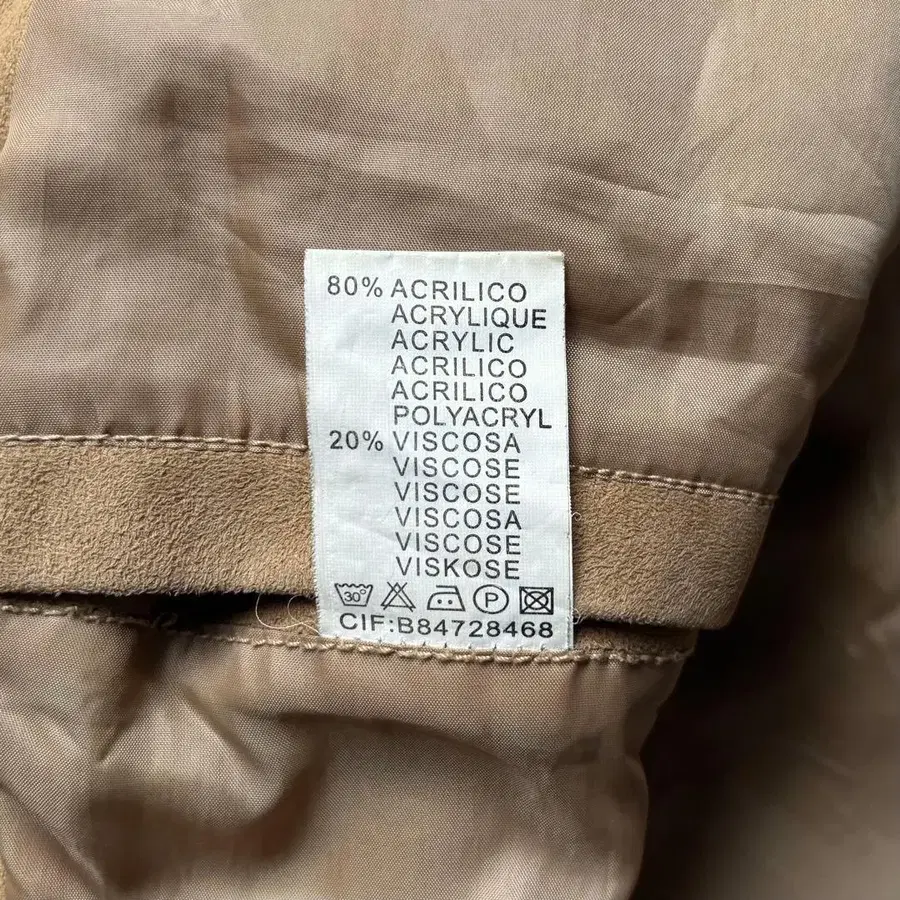 80% ACRILICO
ACRYLIQUE
ACRYLIC
ACRILICO
ACRILICO
POLYACRYL
20% VISCOSA
VISCOSE
VISCOSE
VISCOSA
VISCOSE
VISKOSE
30° P
CIF:B84728468